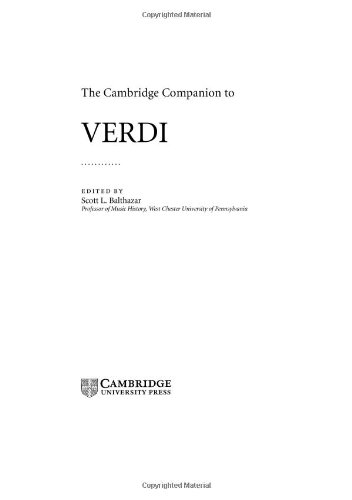 Copyrighted Material
The Cambridge Companion to
VERDI
............
EDITED BY
Scott L. Balthazar
Professor of Music History, West Chester University of Pennsylvania
CAMBRIDGE
UNIVERSITY PRESS
Copyrighted Material